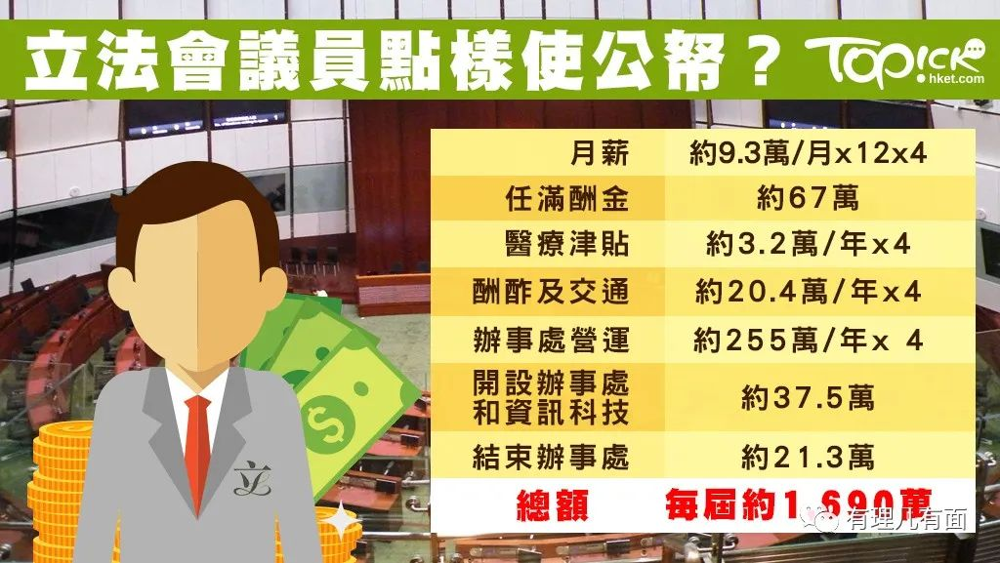 立法會議員點樣使公帑？
TOPICK
.hket.com
月薪 約9.3萬/月x12x4
任滿酬金 約67萬
醫療津貼 約3.2萬/年x4
酬酢及交通 約20.4萬/年x4
辦事處營運 約255萬/年x 4
開設辦事處
和資訊科技 約37.5萬
結束辦事處 約21.3萬
總額 每屆約1,690萬
有理几有面
立